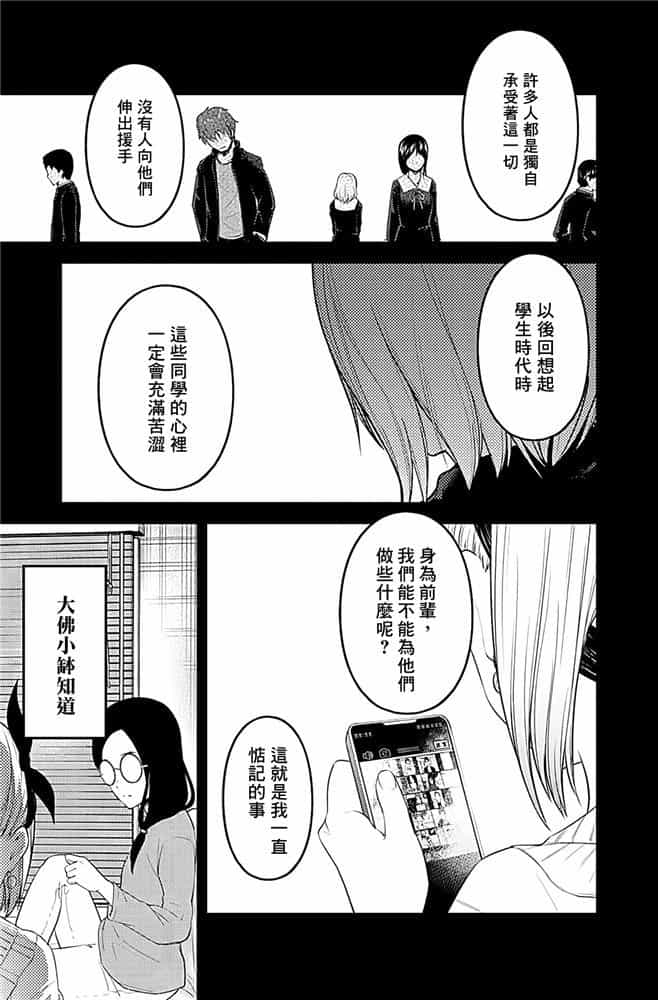 許多人都是獨自
承受著這一切
沒有人向他們
伸出援手
以後回想起
學生時代時
這些同學的心裡
一定會充滿苦澀
身為前輩，
我們能不能為他們
做些什麼呢？
這就是我一直
惦記的事
大佛小缽知道